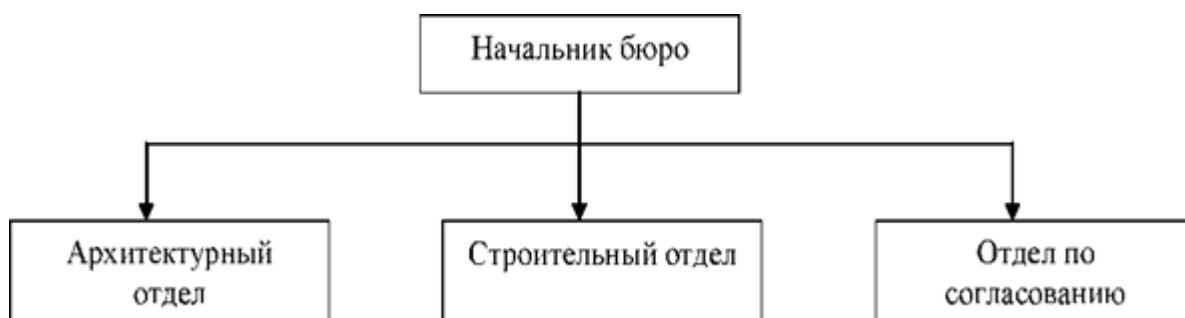 Начальник бюро
Архитектурный
отдел
Строительный отдел
Отдел по
согласованию